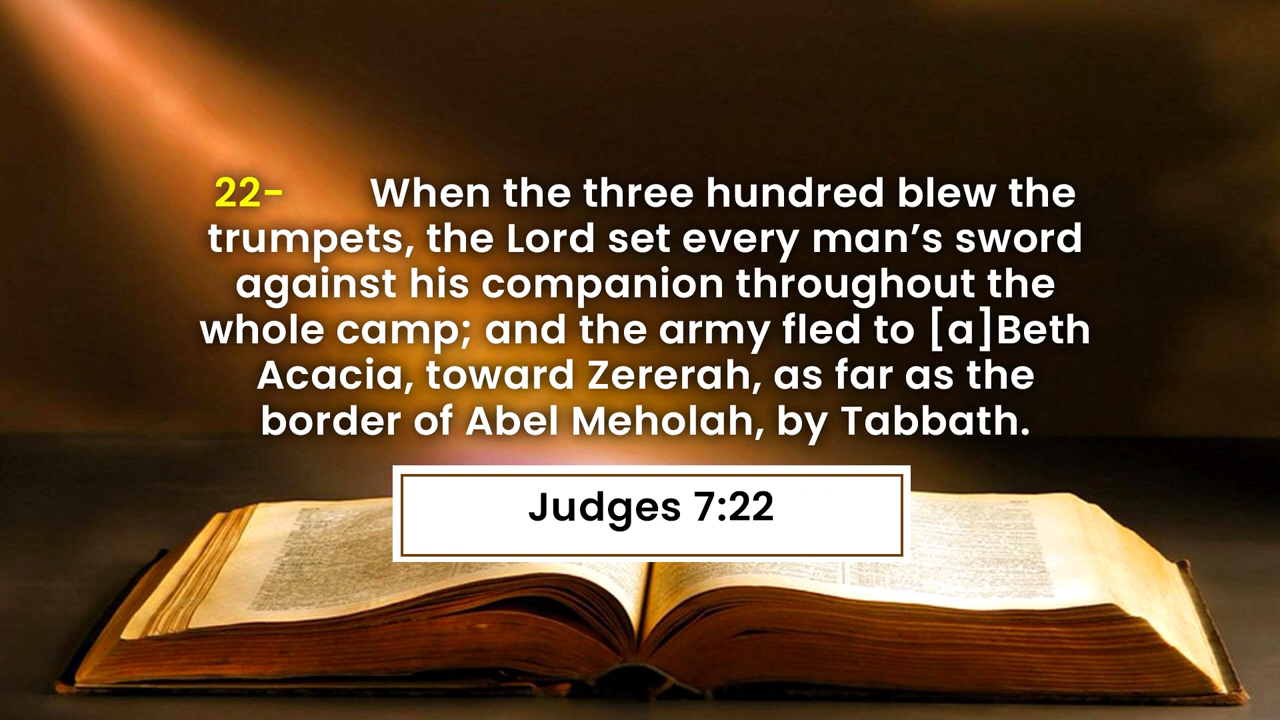 22- When the three hundred blew the
trumpets, the Lord set every man’s sword
against his companion throughout the
whole camp; and the army fled to [a]Beth
Acacia, toward Zererah, as far as the
border of Abel Meholah, by Tabbath.
Judges 7:22